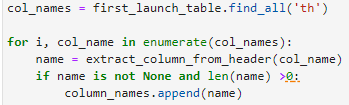 col_names = first_launch_table.find_all('th')
for i, col_name in enumerate(col_names):
    name = extract_column_from_header(col_name)
    if name is not None and len(name) >0:
        column_names.append(name)